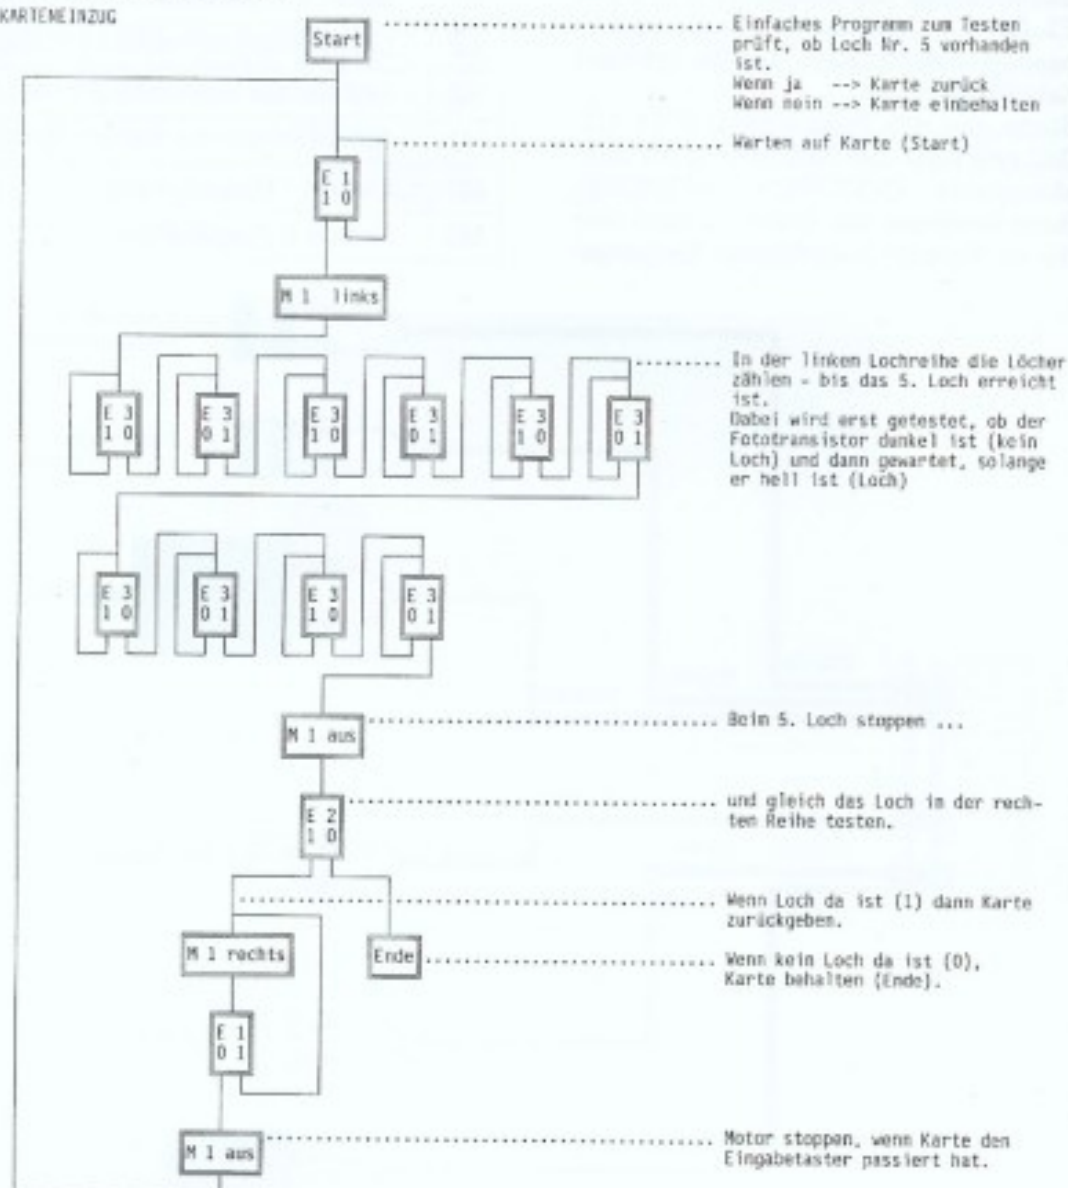 KARTENEINZUG
Start
Einfaches Programm zum Testen
prüft, ob Loch Nr. 5 vorhanden
ist.
Wenn ja --> Karte zurück
Wenn nein --> Karte einbehalten
Warten auf Karte (Start)
E 1
1 0
M 1 links
In der linken Lochreihe die Löcher
zählen - bis das 5. Loch erreicht
ist.
Dabei wird erst getestet, ob der
Fototransistor dunkel ist (kein
Loch) und dann gewartet, solange
er hell ist (Loch)
E 3 E 3 E 3 E 3 E 3 E 3
1 0 0 1 1 0 0 1 1 0 0 1
E 3 E 3 E 3 E 3
1 0 0 1 1 0 0 1
M 1 aus
Beim 5. Loch stoppen ...
E 2
1 0
und gleich das Loch in der rech-
ten Reihe testen.
Wenn Loch da ist (1) dann Karte
zurückgeben.
M 1 rechts
Ende
Wenn kein Loch da ist (0),
Karte behalten (Ende).
E 1
0 1
M 1 aus
Motor stoppen, wenn Karte den
Eingabetaster passiert hat.